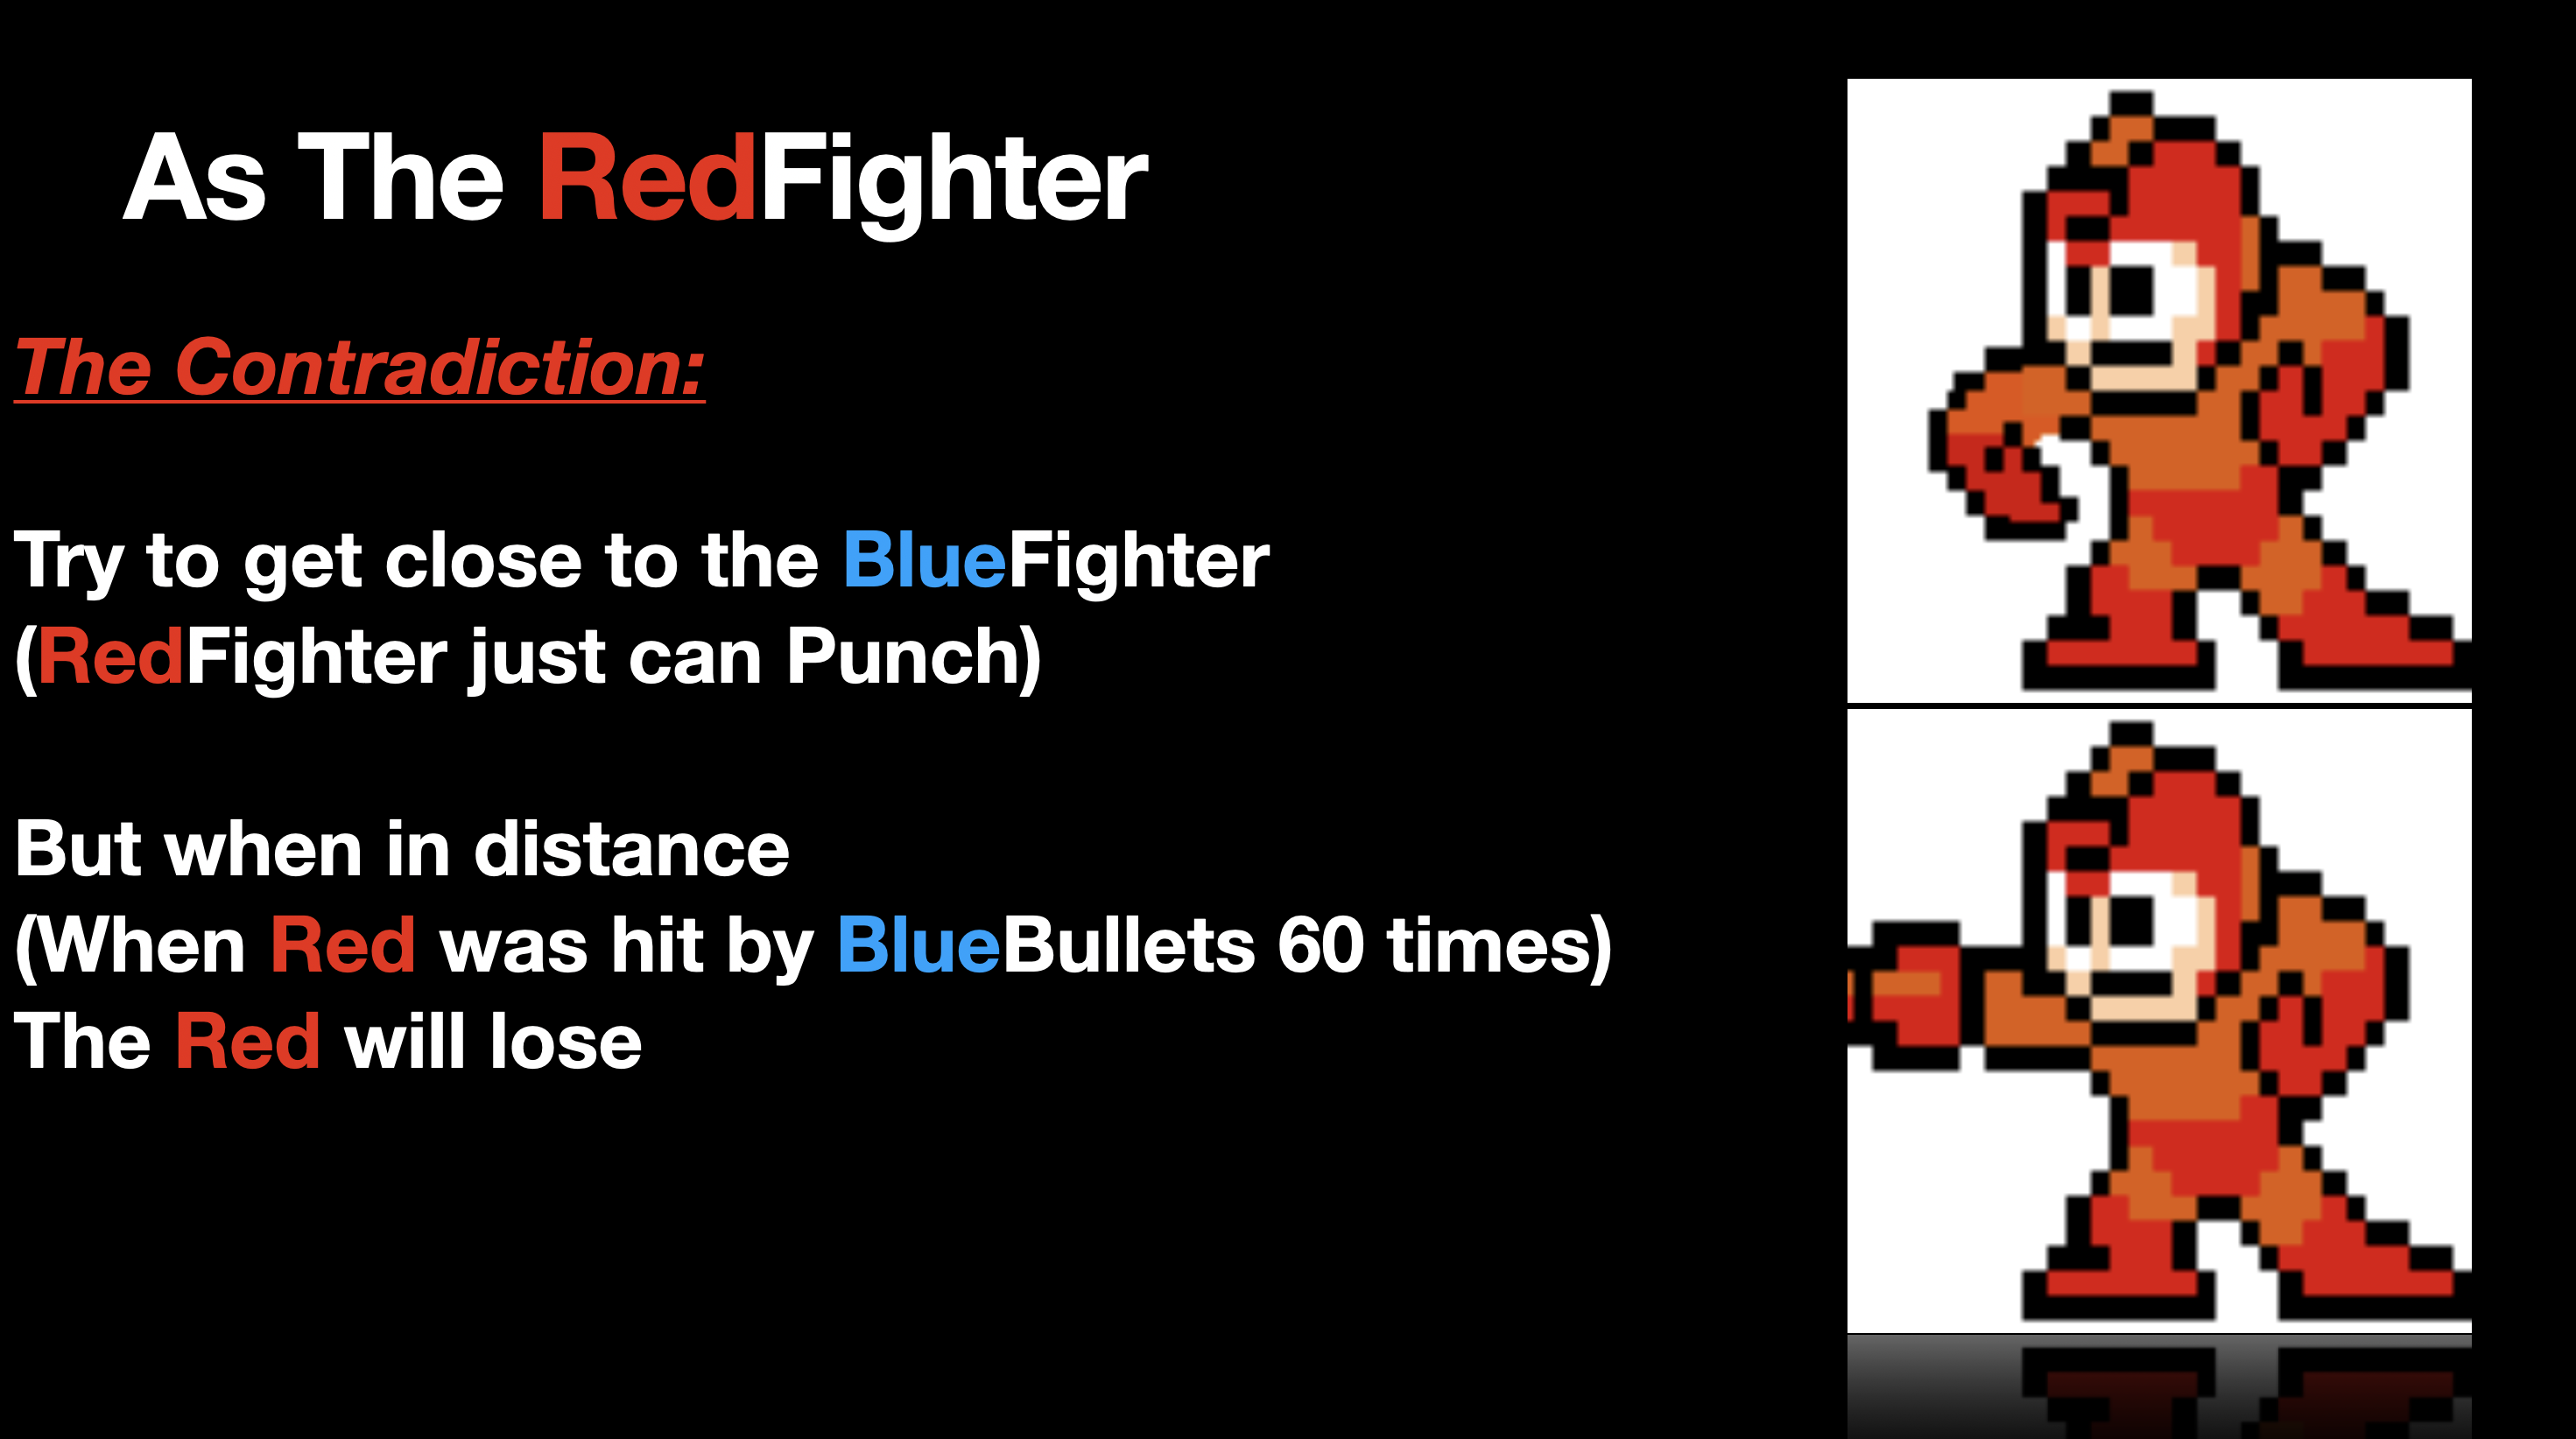 As The RedFighter
The Contradiction:
Try to get close to the BlueFighter
(RedFighter just can Punch)
But when in distance
(When Red was hit by BlueBullets 60 times)
The Red will lose